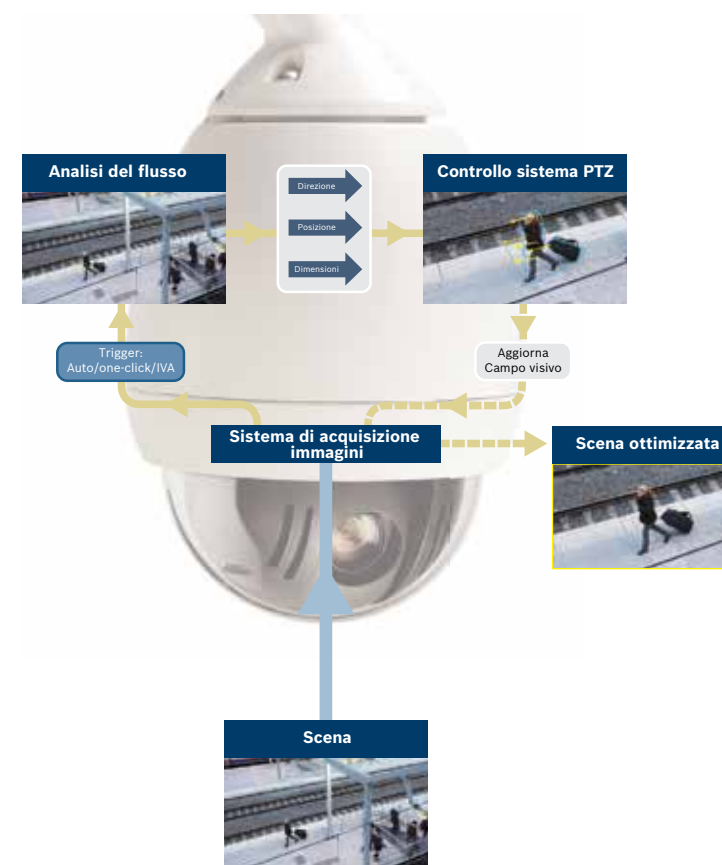 Analisi del flusso
Controllo sistema PTZ
Direzione
Posizione
Dimensioni
Trigger:
Auto/one-click/IVA
Aggiorna
Campo visivo
Sistema di acquisizione
immagini
Scena ottimizzata
Scena